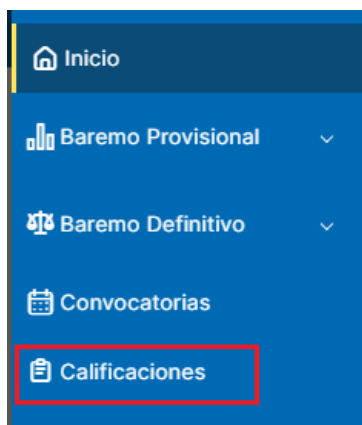 Inicio
Baremo Provisional
Baremo Definitivo
Convocatorias
Calificaciones